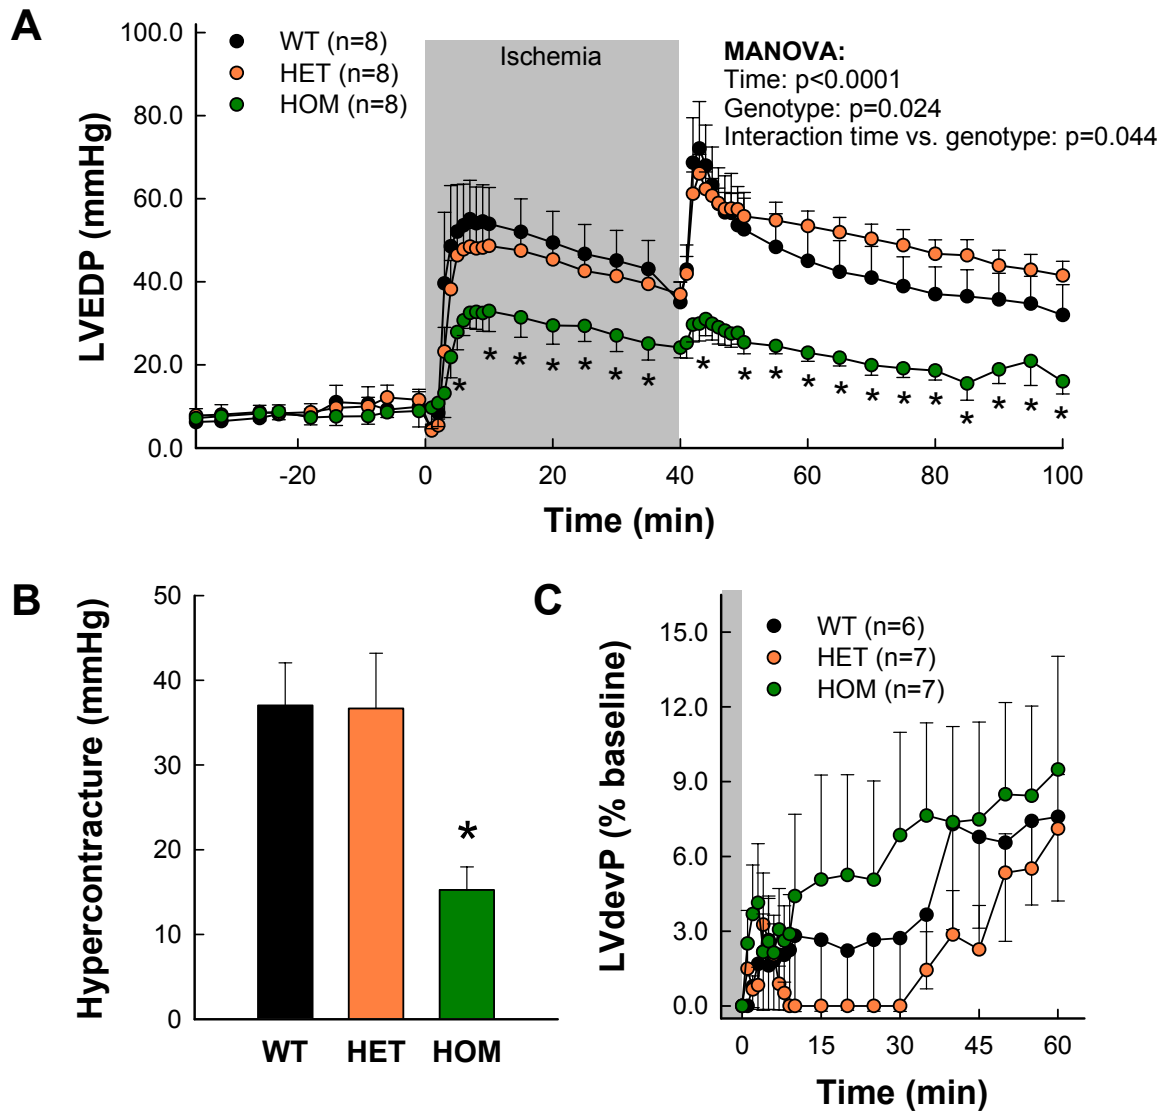 A
LVEDP (mmHg)
100.0
80.0
60.0
40.0
20.0
0.0
WT (n=8)
HET (n=8)
HOM (n=8)
Ischemia
MANOVA:
Time: p<0.0001
Genotype: p=0.024
Interaction time vs. genotype: p=0.044
* * * * * * * * * * * * * * * * * * *
-20 0 20 40 60 80 100
Time (min)
B
Hypercontracture (mmHg)
50
40
30
20
10
0
*
WT HET HOM
C
LVdevP (% baseline)
15.0
12.0
9.0
6.0
3.0
0.0
WT (n=6)
HET (n=7)
HOM (n=7)
0 15 30 45 60
Time (min)